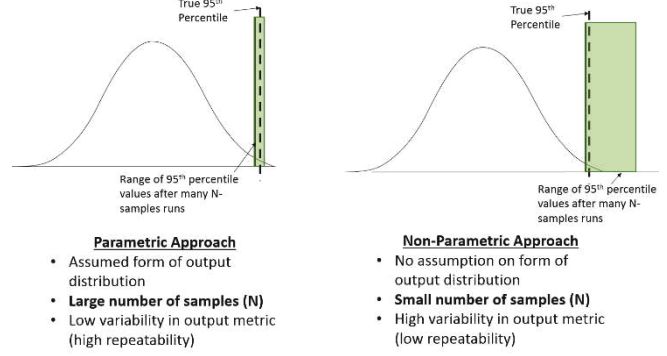 True 95th
Percentile
Range of 95th percentile
values after many N-
samples runs
Parametric Approach
• Assumed form of output
distribution
• Large number of samples (N)
• Low variability in output metric
(high repeatability)
True 95th
Percentile
Range of 95th percentile
values after many N-
samples runs
Non-Parametric Approach
• No assumption on form of
output distribution
• Small number of samples (N)
• High variability in output metric
(low repeatability)